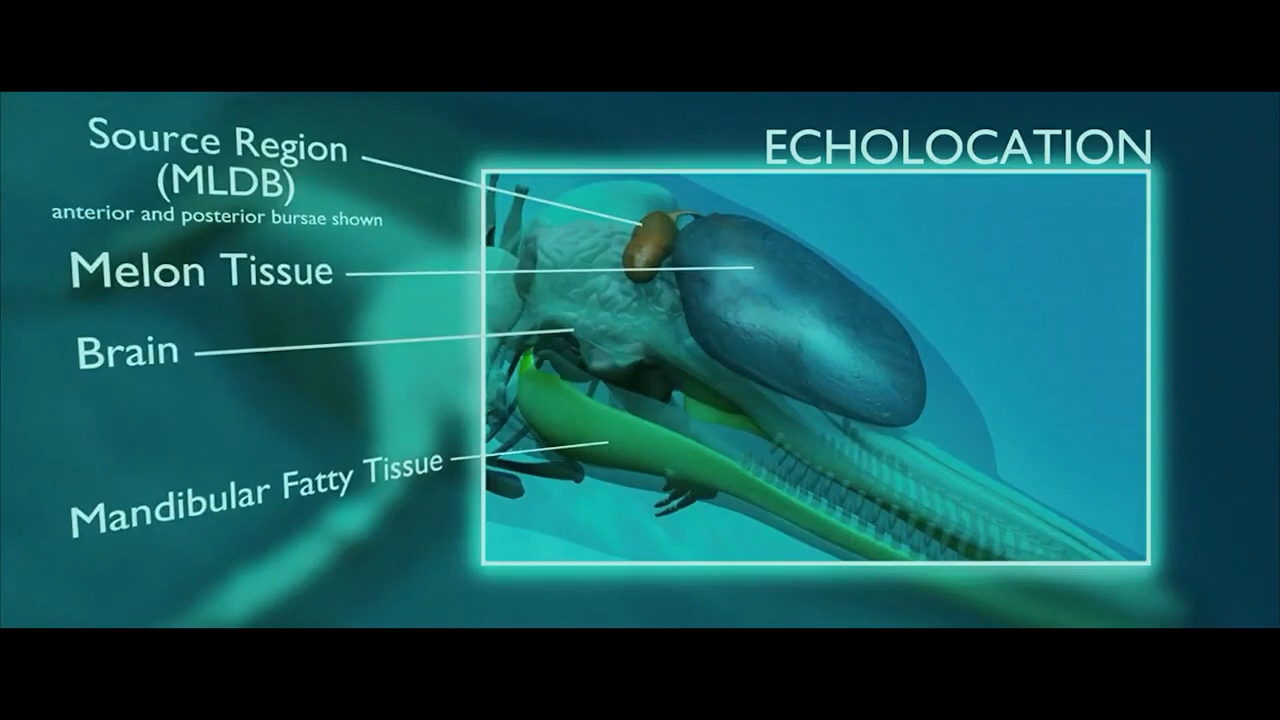 ECHOLOCATION
Source Region
(MLDB)
anterior and posterior bursae shown
Melon Tissue
Brain
Mandibular Fatty Tissue